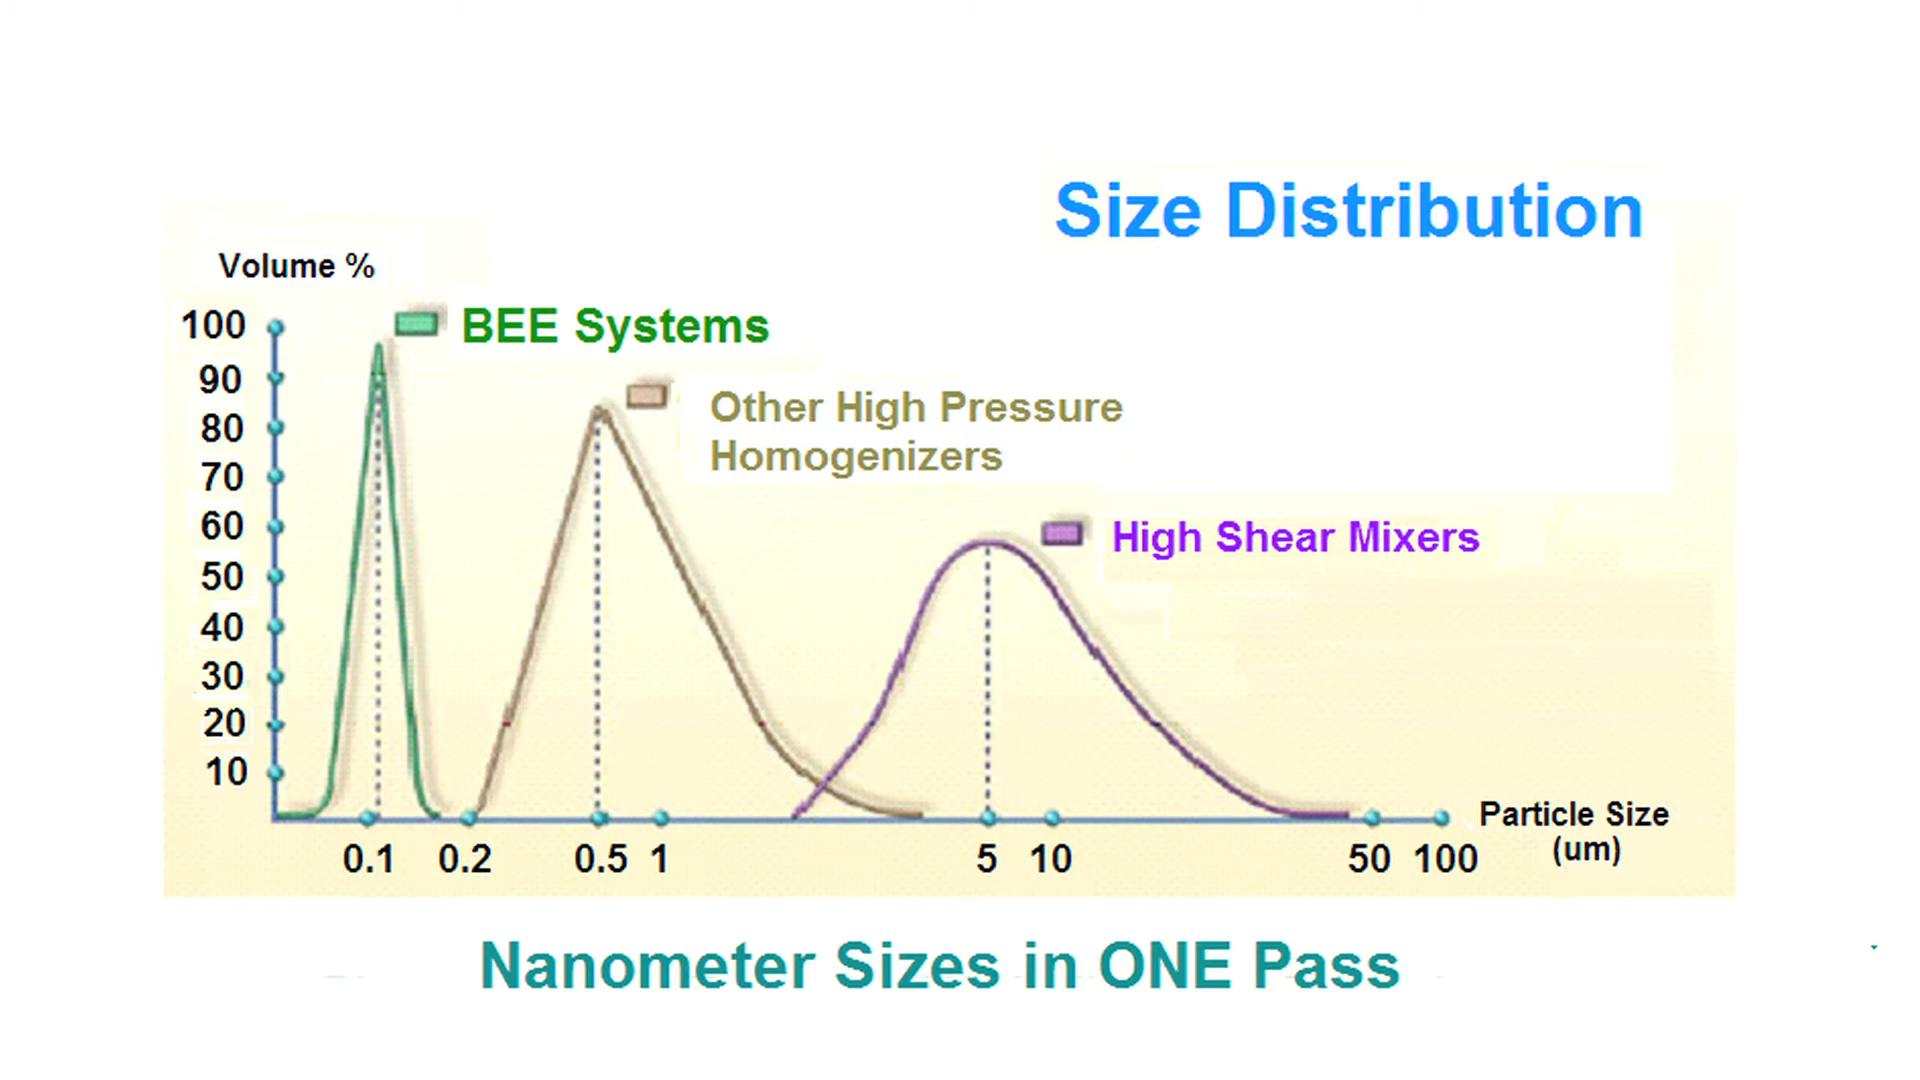 Size Distribution
Volume %
100
BEE Systems
90
80
Other High Pressure
Homogenizers
70
60
High Shear Mixers
50
40
30
20
10
0.1 0.2 0.5 1 5 10 50 100
Particle Size
(um)
Nanometer Sizes in ONE Pass